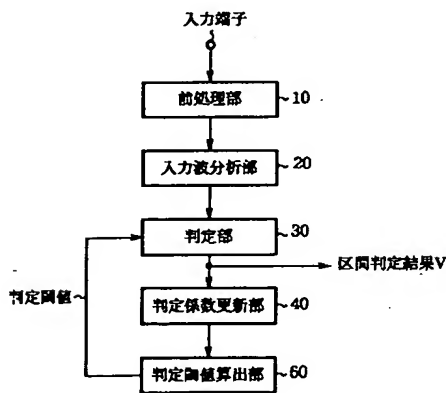 入力端子
前処理部
10
入力波分析部
20
判定部
30
区間判定結果V
判定閾値
判定係数更新部
40
判定閾値算出部
60